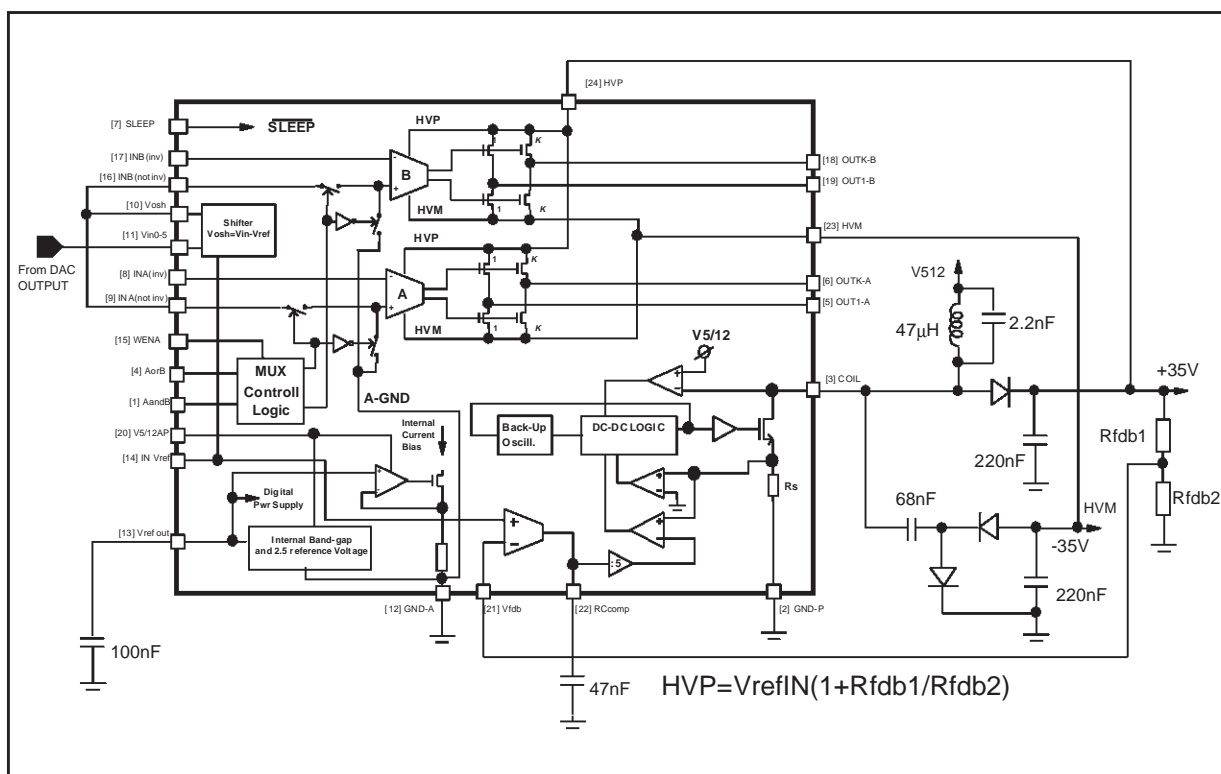 [24] HVP
[7] SLEEP
SLEEP
HVP
1
K
[17] INB(inv)
-
B
[18] OUTK-B
[16] INB(not inv)
+
[19] OUT1-B
[10] Vosh
HVM
1
K
Shifter
Vosh=Vin-Vref
[23] HVM
[11] Vin0-5
From DAC
OUTPUT
HVP
1
K
[8] INA(inv)
-
A
[6] OUTK-A
[9] INA(not inv)
+
[5] OUT1-A
HVM
1
K
V512
47µH
2.2nF
[15] WENA
V5/12
[4] AorB
MUX
Controll
Logic
+
-
[3] COIL
+35V
[1] AandB
A-GND
[20] V5/12AP
Internal
Current
Bias
Back-Up
Oscill.
DC-DC LOGIC
Rfdb1
[14] IN Vref
220nF
+
-
+
-
Rs
Rfdb2
Digital
Pwr Supply
68nF
HVM
-35V
[13] Vref out
Internal Band-gap
and 2.5 reference Voltage
+
-
+
-
:5
220nF
[12] GND-A
[21] Vfdb
[22] RCcomp
[2] GND-P
100nF
47nF
HVP=VrefIN(1+Rfdb1/Rfdb2)